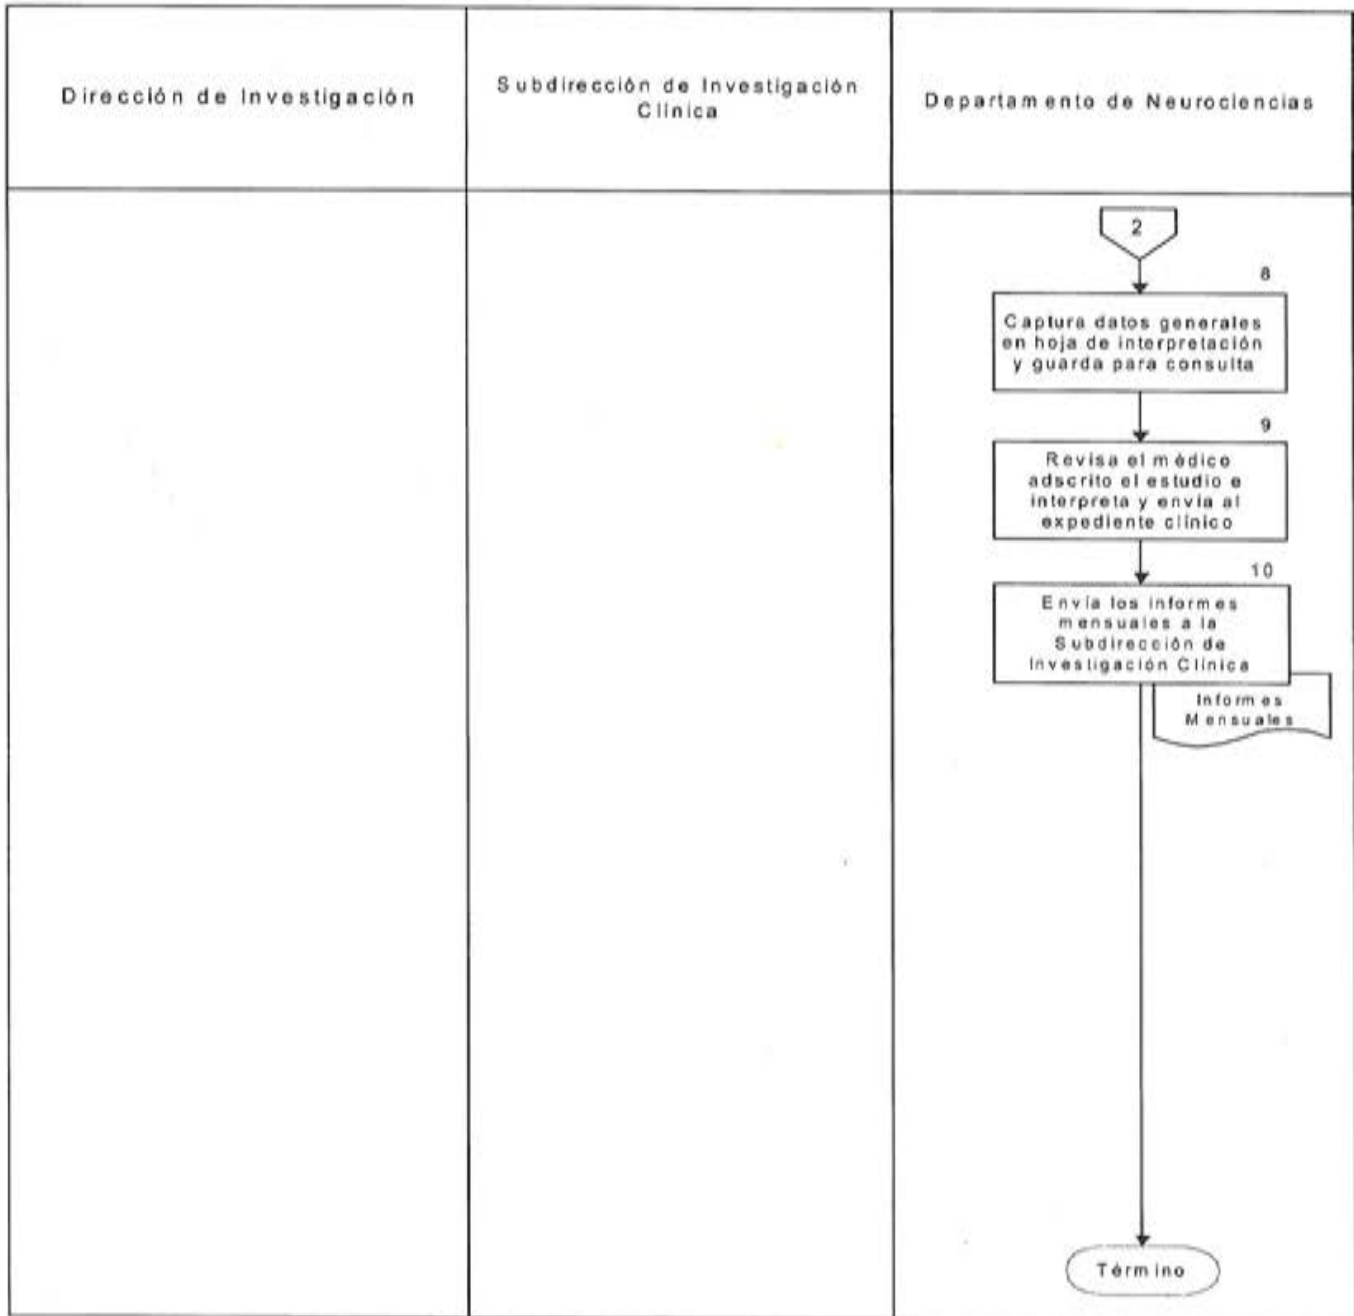 Dirección de Investigación
Subdirección de Investigación
Clínica
Departamento de Neurociencias
2
8
Captura datos generales
en hoja de interpretación
y guarda para consulta
9
Revisa el médico
adscrito el estudio e
interpreta y envía al
expediente clínico
10
Envía los informes
mensuales a la
Subdirección de
Investigación Clínica
Informes
Mensuales
Término